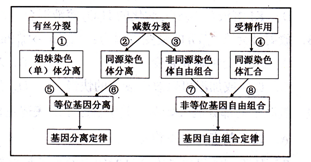 有丝分裂 减数分裂 受精作用
① ② ③ ④
姐妹染色 同源染色 非同源染色 同源染色
(单)体分离 体分离 体自由组合 体汇合
⑤ ⑥ ⑦ ⑧
等位基因分离 非等位基因自由组合
基因分离定律 基因自由组合定律